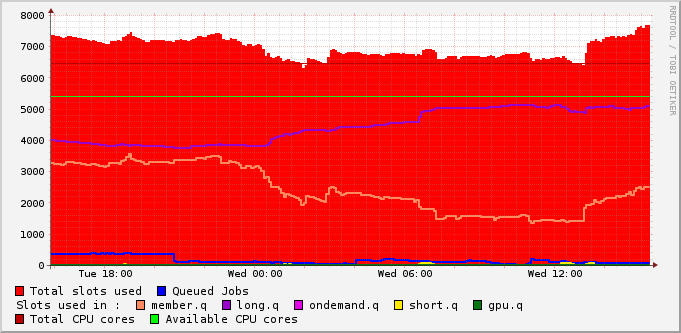 8000
7000
6000
5000
4000
3000
2000
1000
0
Tue 18:00 Wed 00:00 Wed 06:00 Wed 12:00
Total slots used Queued Jobs
Slots used in : member.q long.q ondemand.q short.q gpu.q
Total CPU cores Available CPU cores
RRDTOOL / TOBI OETIKER